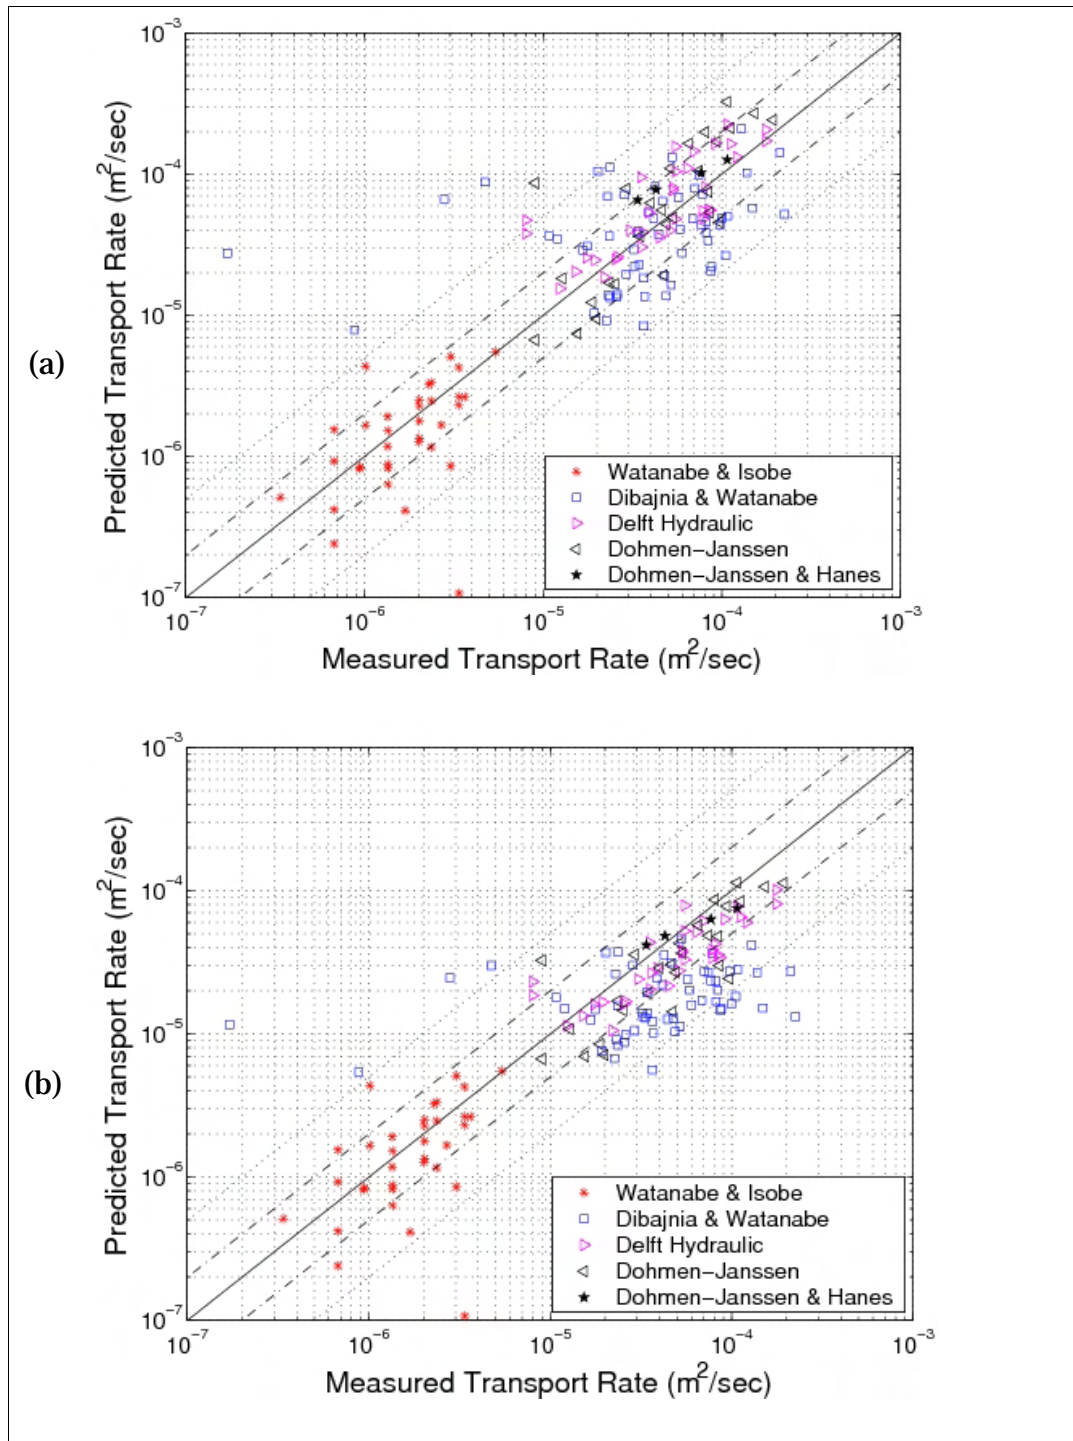 (a)
Predicted Transport Rate (m²/sec)
10⁻³
10⁻⁴
10⁻⁵
10⁻⁶
10⁻⁷
Watanabe & Isobe
Dibajnia & Watanabe
Delft Hydraulic
Dohmen−Janssen
Dohmen−Janssen & Hanes
10⁻⁷ 10⁻⁶ 10⁻⁵ 10⁻⁴ 10⁻³
Measured Transport Rate (m²/sec)
(b)
Predicted Transport Rate (m²/sec)
10⁻³
10⁻⁴
10⁻⁵
10⁻⁶
10⁻⁷
Watanabe & Isobe
Dibajnia & Watanabe
Delft Hydraulic
Dohmen−Janssen
Dohmen−Janssen & Hanes
10⁻⁷ 10⁻⁶ 10⁻⁵ 10⁻⁴ 10⁻³
Measured Transport Rate (m²/sec)